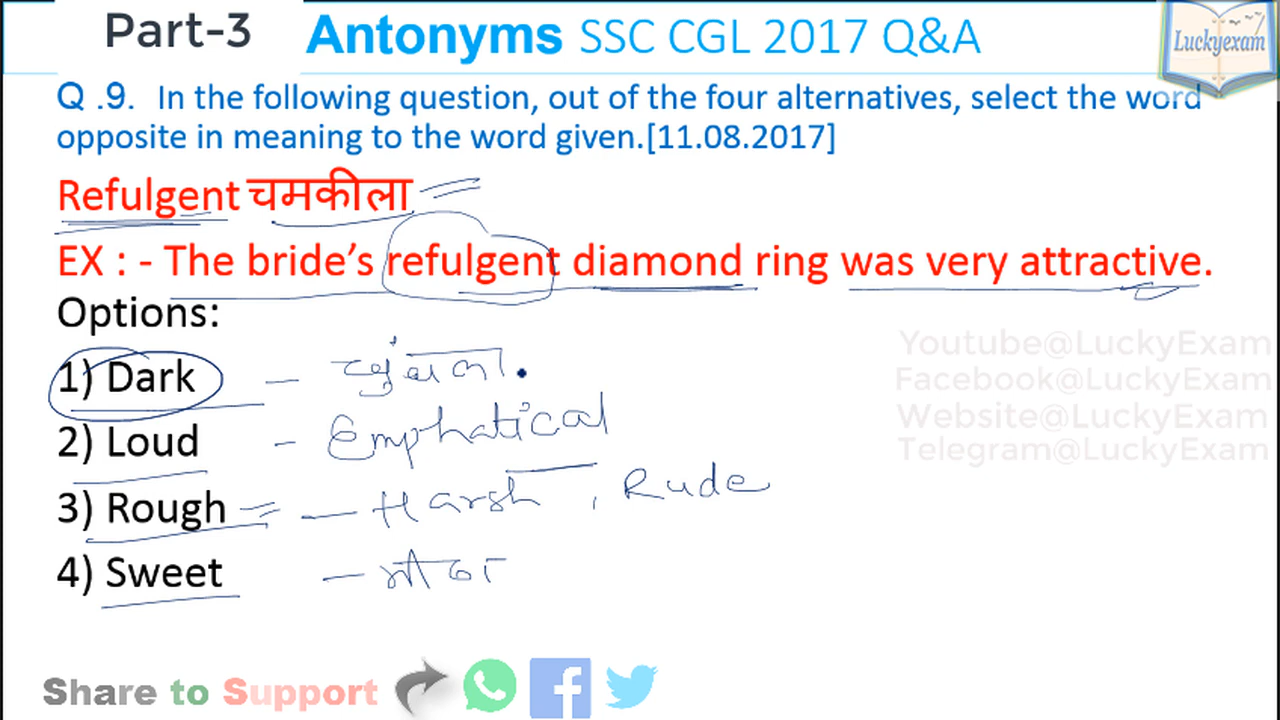 Part-3 Antonyms SSC CGL 2017 Q&A
Luckyexam
Q .9. In the following question, out of the four alternatives, select the word
opposite in meaning to the word given.[11.08.2017]
Refulgent चमकीला
EX : - The bride’s refulgent diamond ring was very attractive.
Options:
1) Dark –
2) Loud - Emphatical
3) Rough – Harsh , Rude
4) Sweet – मीठा
Youtube@LuckyExam
Facebook@LuckyExam
Website@LuckyExam
Telegram@LuckyExam
Share to Support